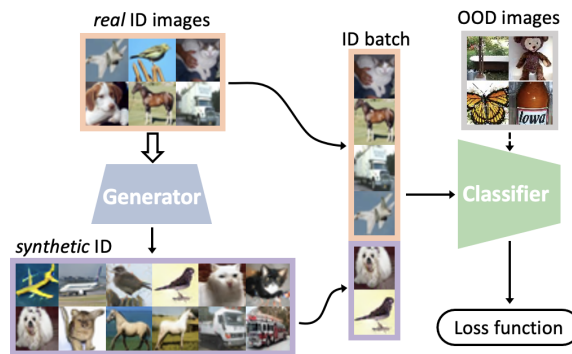 real ID images
ID batch
OOD images
Iowa
Generator
Classifier
synthetic ID
Loss function